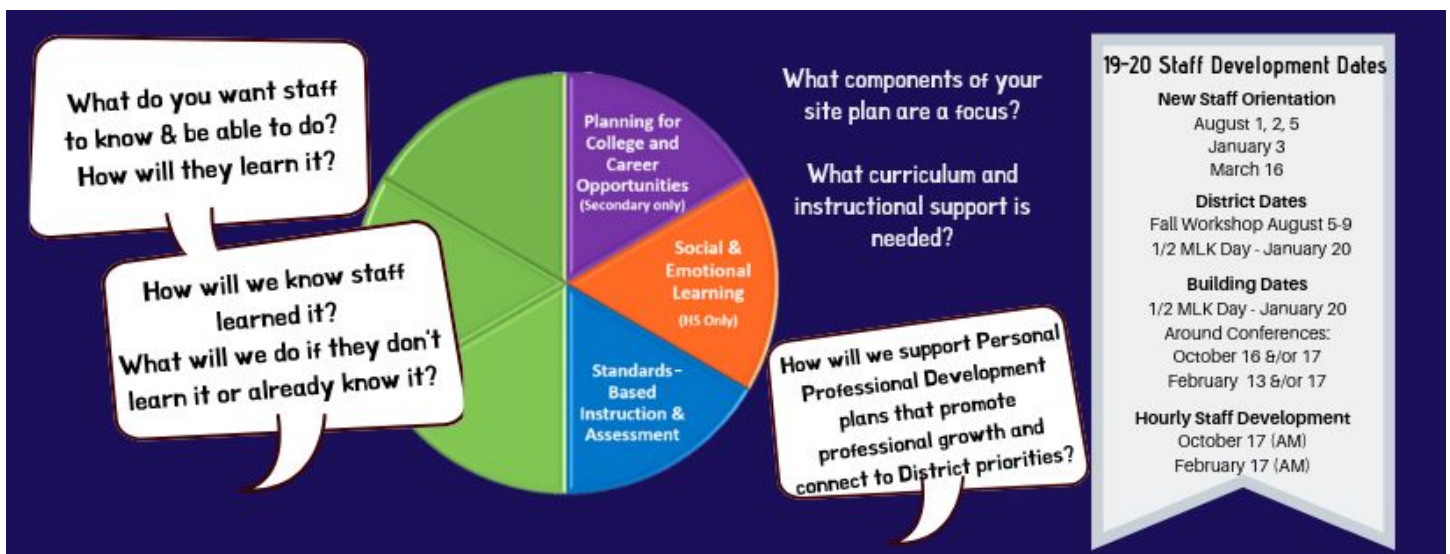 What do you want staff
to know & be able to do?
How will they learn it?
How will we know staff
learned it?
What will we do if they don't
learn it or already know it?
Planning for
College and
Career
Opportunities
(Secondary only)
Social &
Emotional
Learning
(HS Only)
Standards-
Based
Instruction &
Assessment
What components of your
site plan are a focus?
What curriculum and
instructional support is
needed?
How will we support Personal
Professional Development
plans that promote
professional growth and
connect to District priorities?
19-20 Staff Development Dates
New Staff Orientation
August 1, 2, 5
January 3
March 16
District Dates
Fall Workshop August 5-9
1/2 MLK Day - January 20
Building Dates
1/2 MLK Day - January 20
Around Conferences:
October 16 &/or 17
February 13 &/or 17
Hourly Staff Development
October 17 (AM)
February 17 (AM)